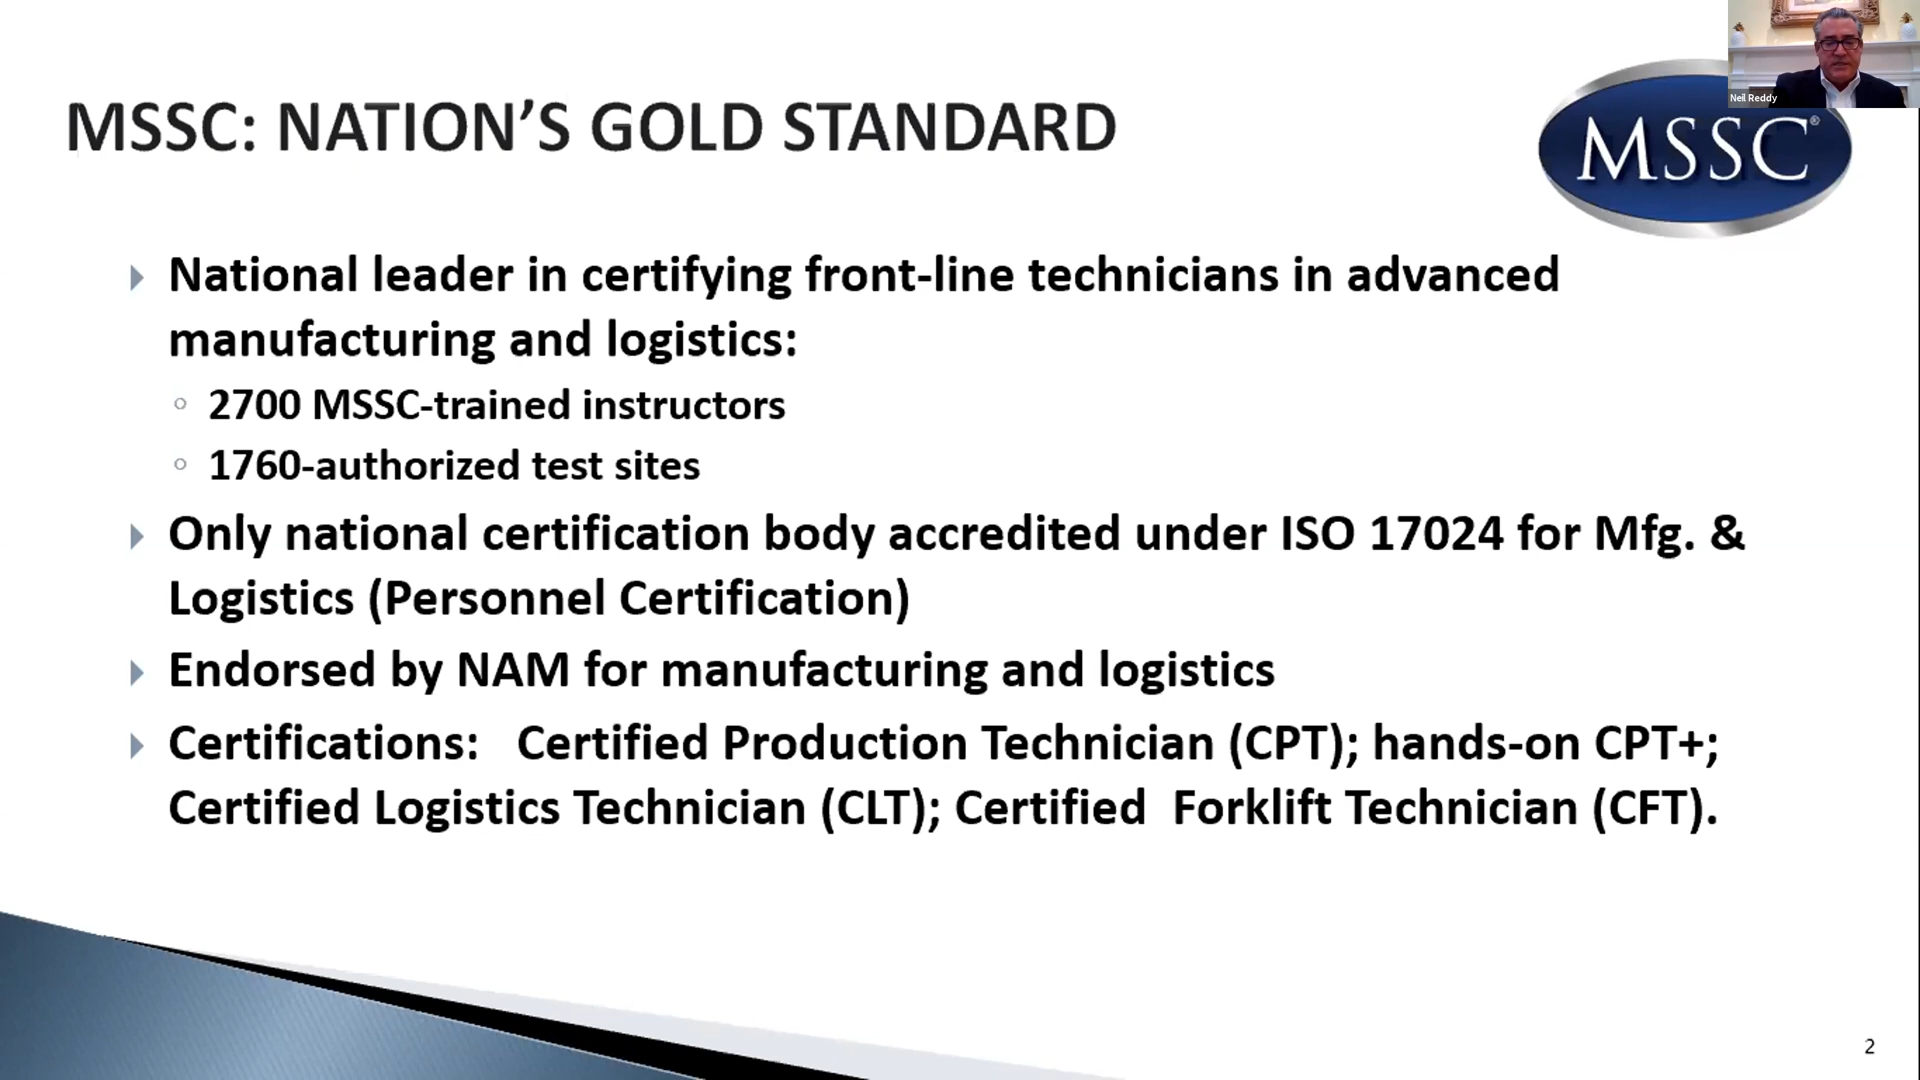 Neil Reddy
MSSC: NATION’S GOLD STANDARD
MSSC®
National leader in certifying front-line technicians in advanced
manufacturing and logistics:
2700 MSSC-trained instructors
1760-authorized test sites
Only national certification body accredited under ISO 17024 for Mfg. &
Logistics (Personnel Certification)
Endorsed by NAM for manufacturing and logistics
Certifications: Certified Production Technician (CPT); hands-on CPT+;
Certified Logistics Technician (CLT); Certified Forklift Technician (CFT).
2